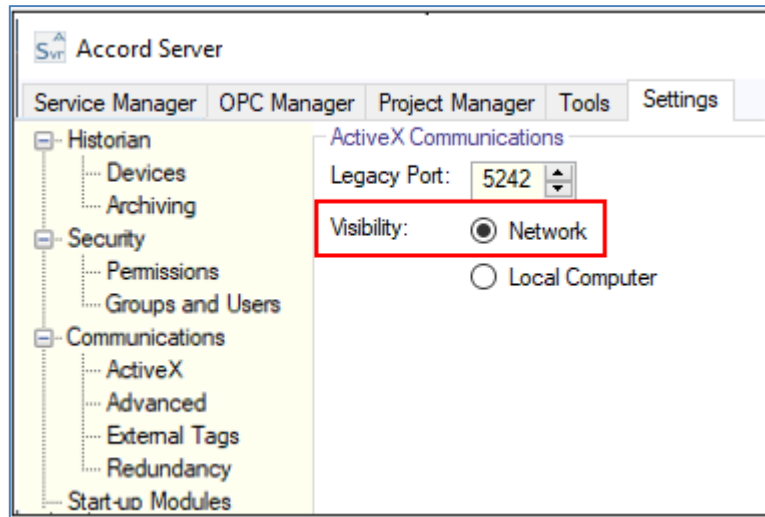 Svr A Accord Server
Service Manager OPC Manager Project Manager Tools Settings
Historian
Devices
Archiving
Security
Permissions
Groups and Users
Communications
ActiveX
Advanced
External Tags
Redundancy
Start-up Modules
ActiveX Communications
Legacy Port: 5242
Visibility: Network
Local Computer